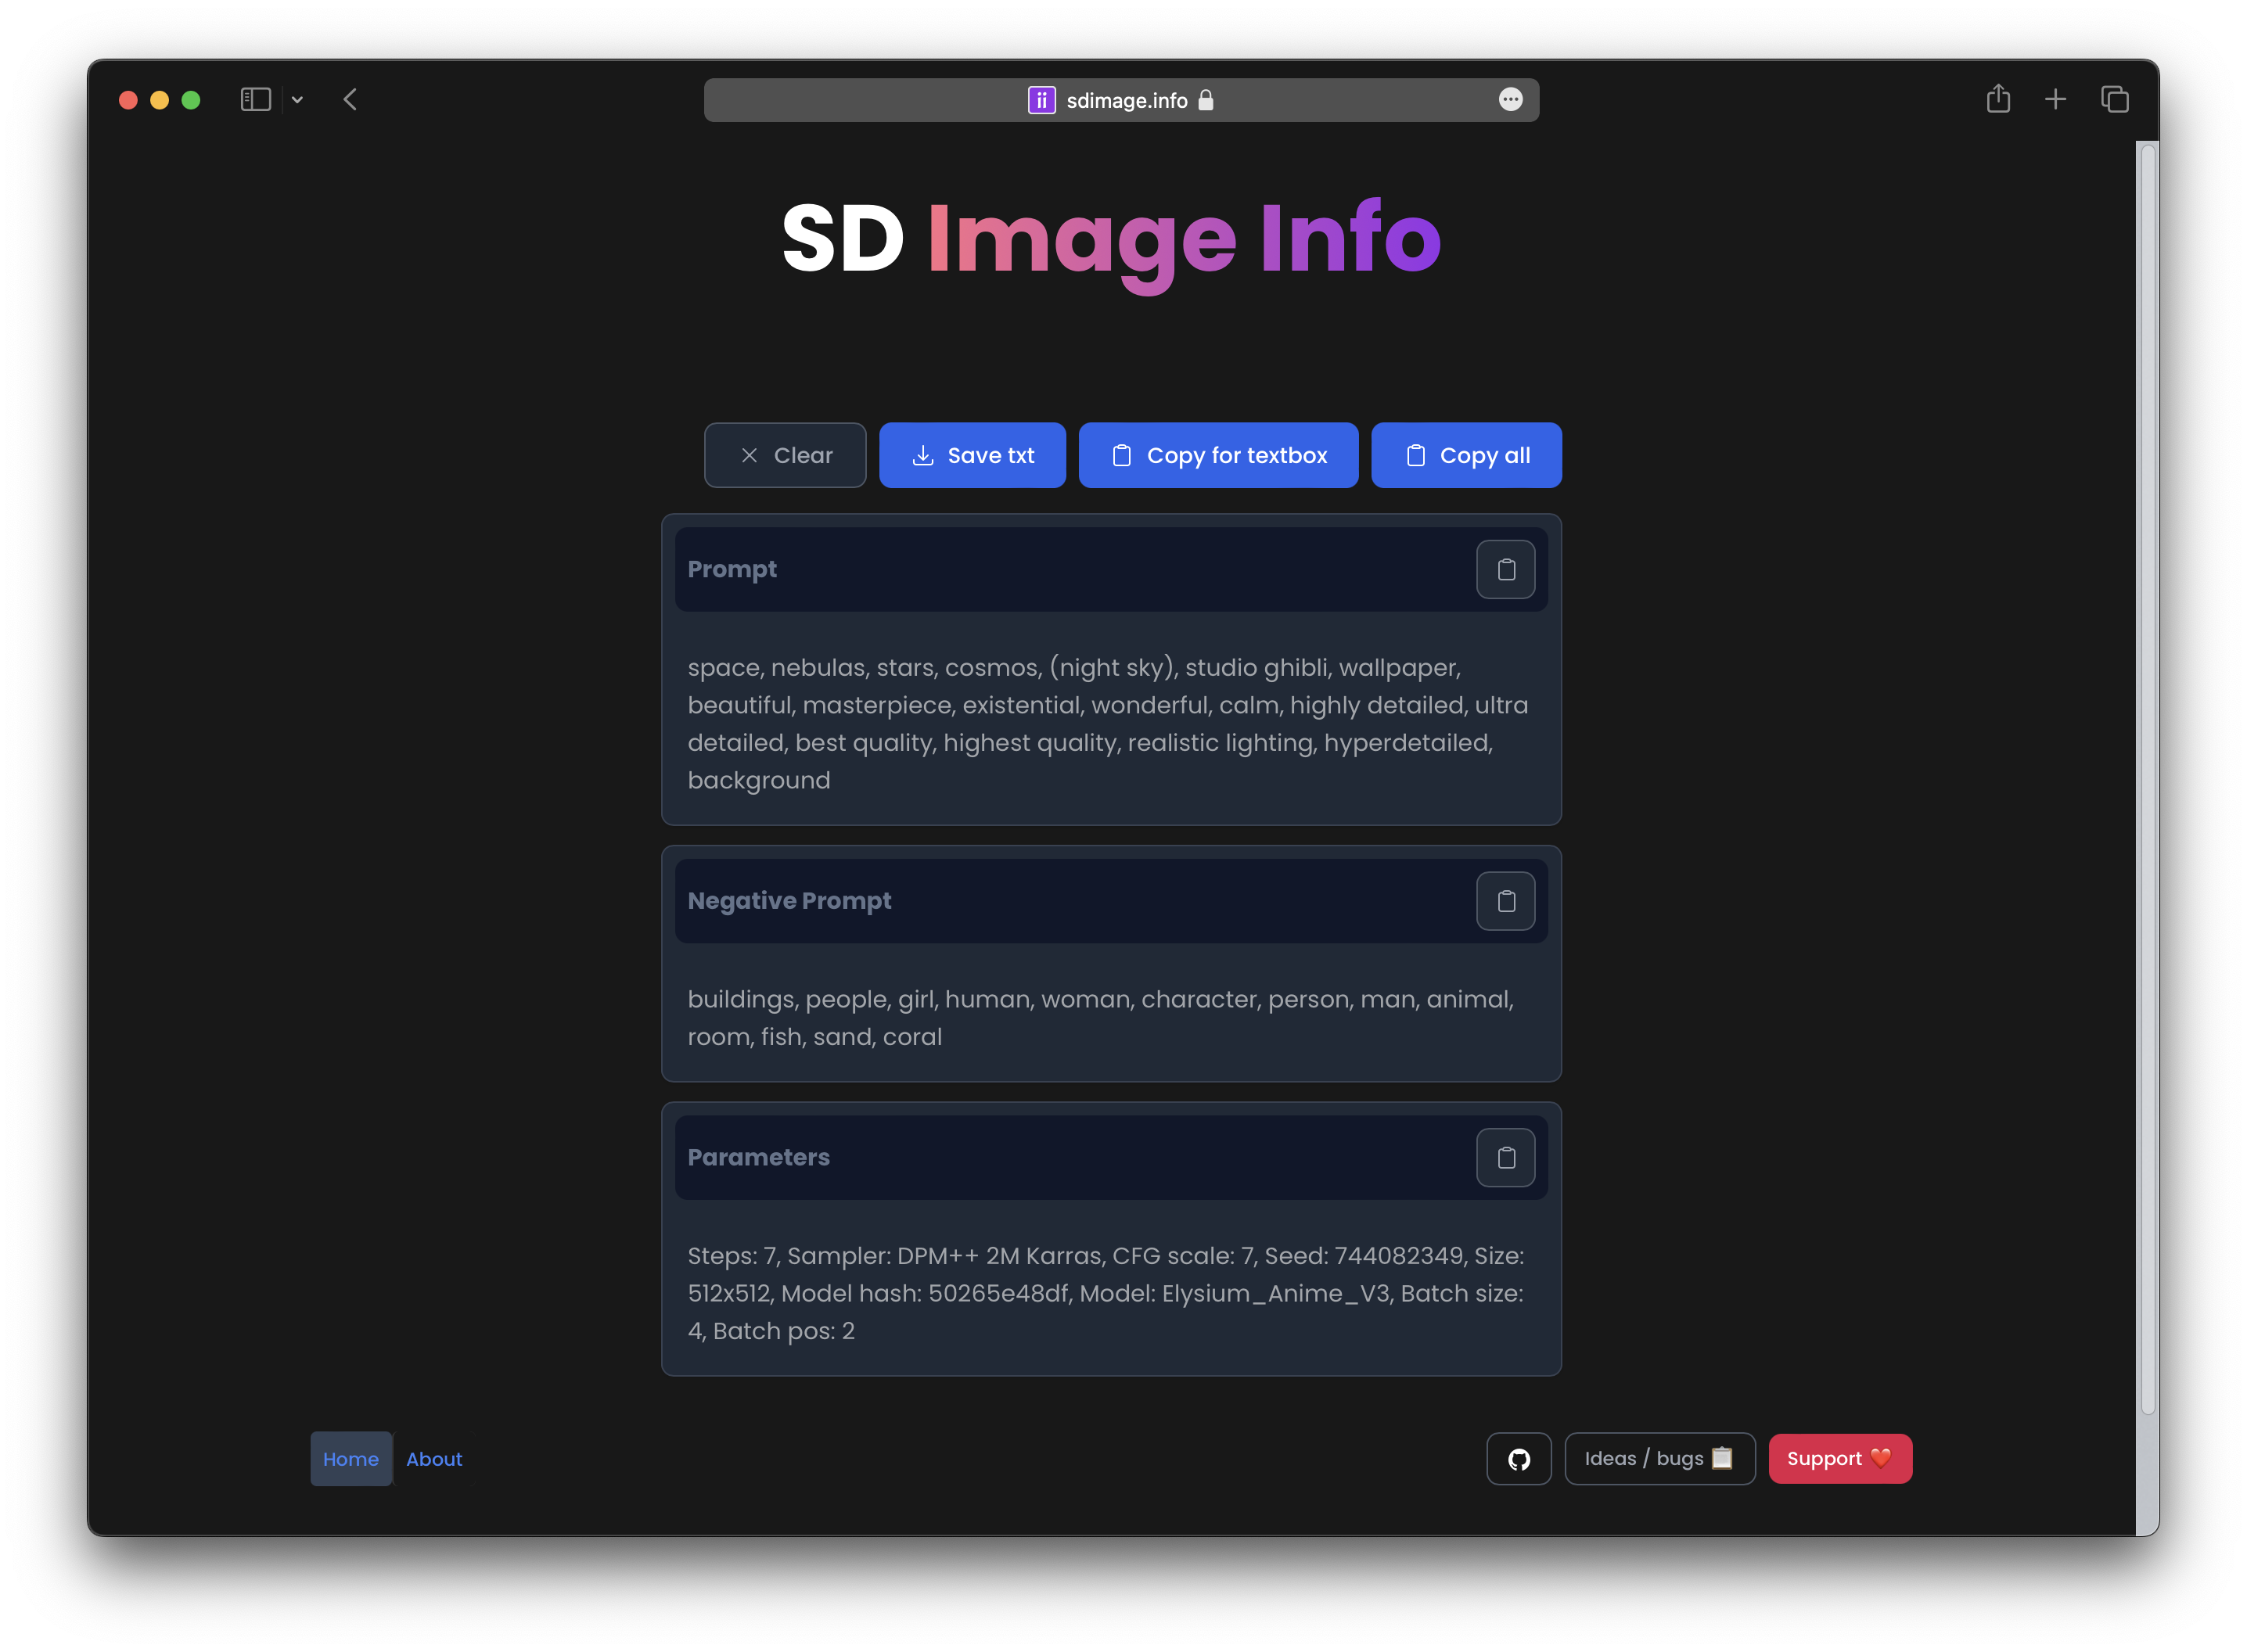 sdimage.info
SD Image Info
Clear
Save txt
Copy for textbox
Copy all
Prompt
space, nebulas, stars, cosmos, (night sky), studio ghibli, wallpaper,
beautiful, masterpiece, existential, wonderful, calm, highly detailed, ultra
detailed, best quality, highest quality, realistic lighting, hyperdetailed,
background
Negative Prompt
buildings, people, girl, human, woman, character, person, man, animal,
room, fish, sand, coral
Parameters
Steps: 7, Sampler: DPM++ 2M Karras, CFG scale: 7, Seed: 744082349, Size:
512x512, Model hash: 50265e48df, Model: Elysium_Anime_V3, Batch size:
4, Batch pos: 2
Home
About
Ideas / bugs 📋
Support ❤️